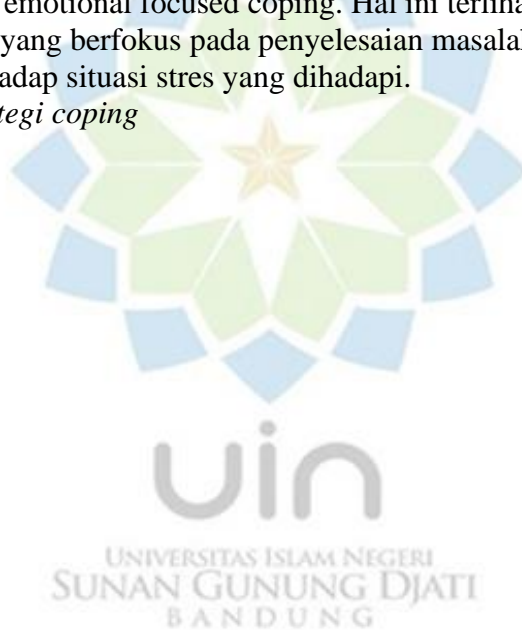 emotional focused coping. Hal ini terlihat
yang berfokus pada penyelesaian masalah
adap situasi stres yang dihadapi.
tegi coping
uin
UNIVERSITAS ISLAM NEGERI
SUNAN GUNUNG DJATI
BANDUNG